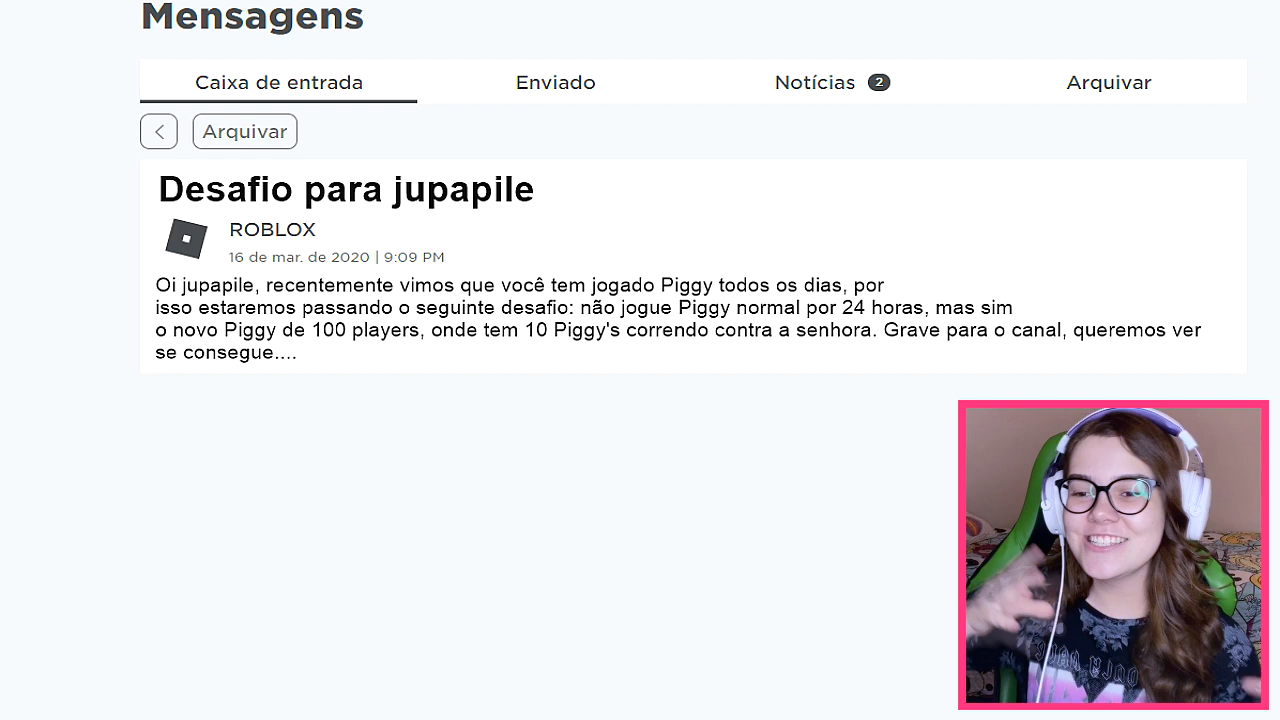 Mensagens
Caixa de entrada
Enviado
Notícias 2
Arquivar
Arquivar
Desafio para jupapile
ROBLOX
16 de mar. de 2020 | 9:09 PM
Oi jupapile, recentemente vimos que você tem jogado Piggy todos os dias, por
isso estaremos passando o seguinte desafio: não jogue Piggy normal por 24 horas, mas sim
o novo Piggy de 100 players, onde tem 10 Piggy's correndo contra a senhora. Grave para o canal, queremos ver
se consegue....